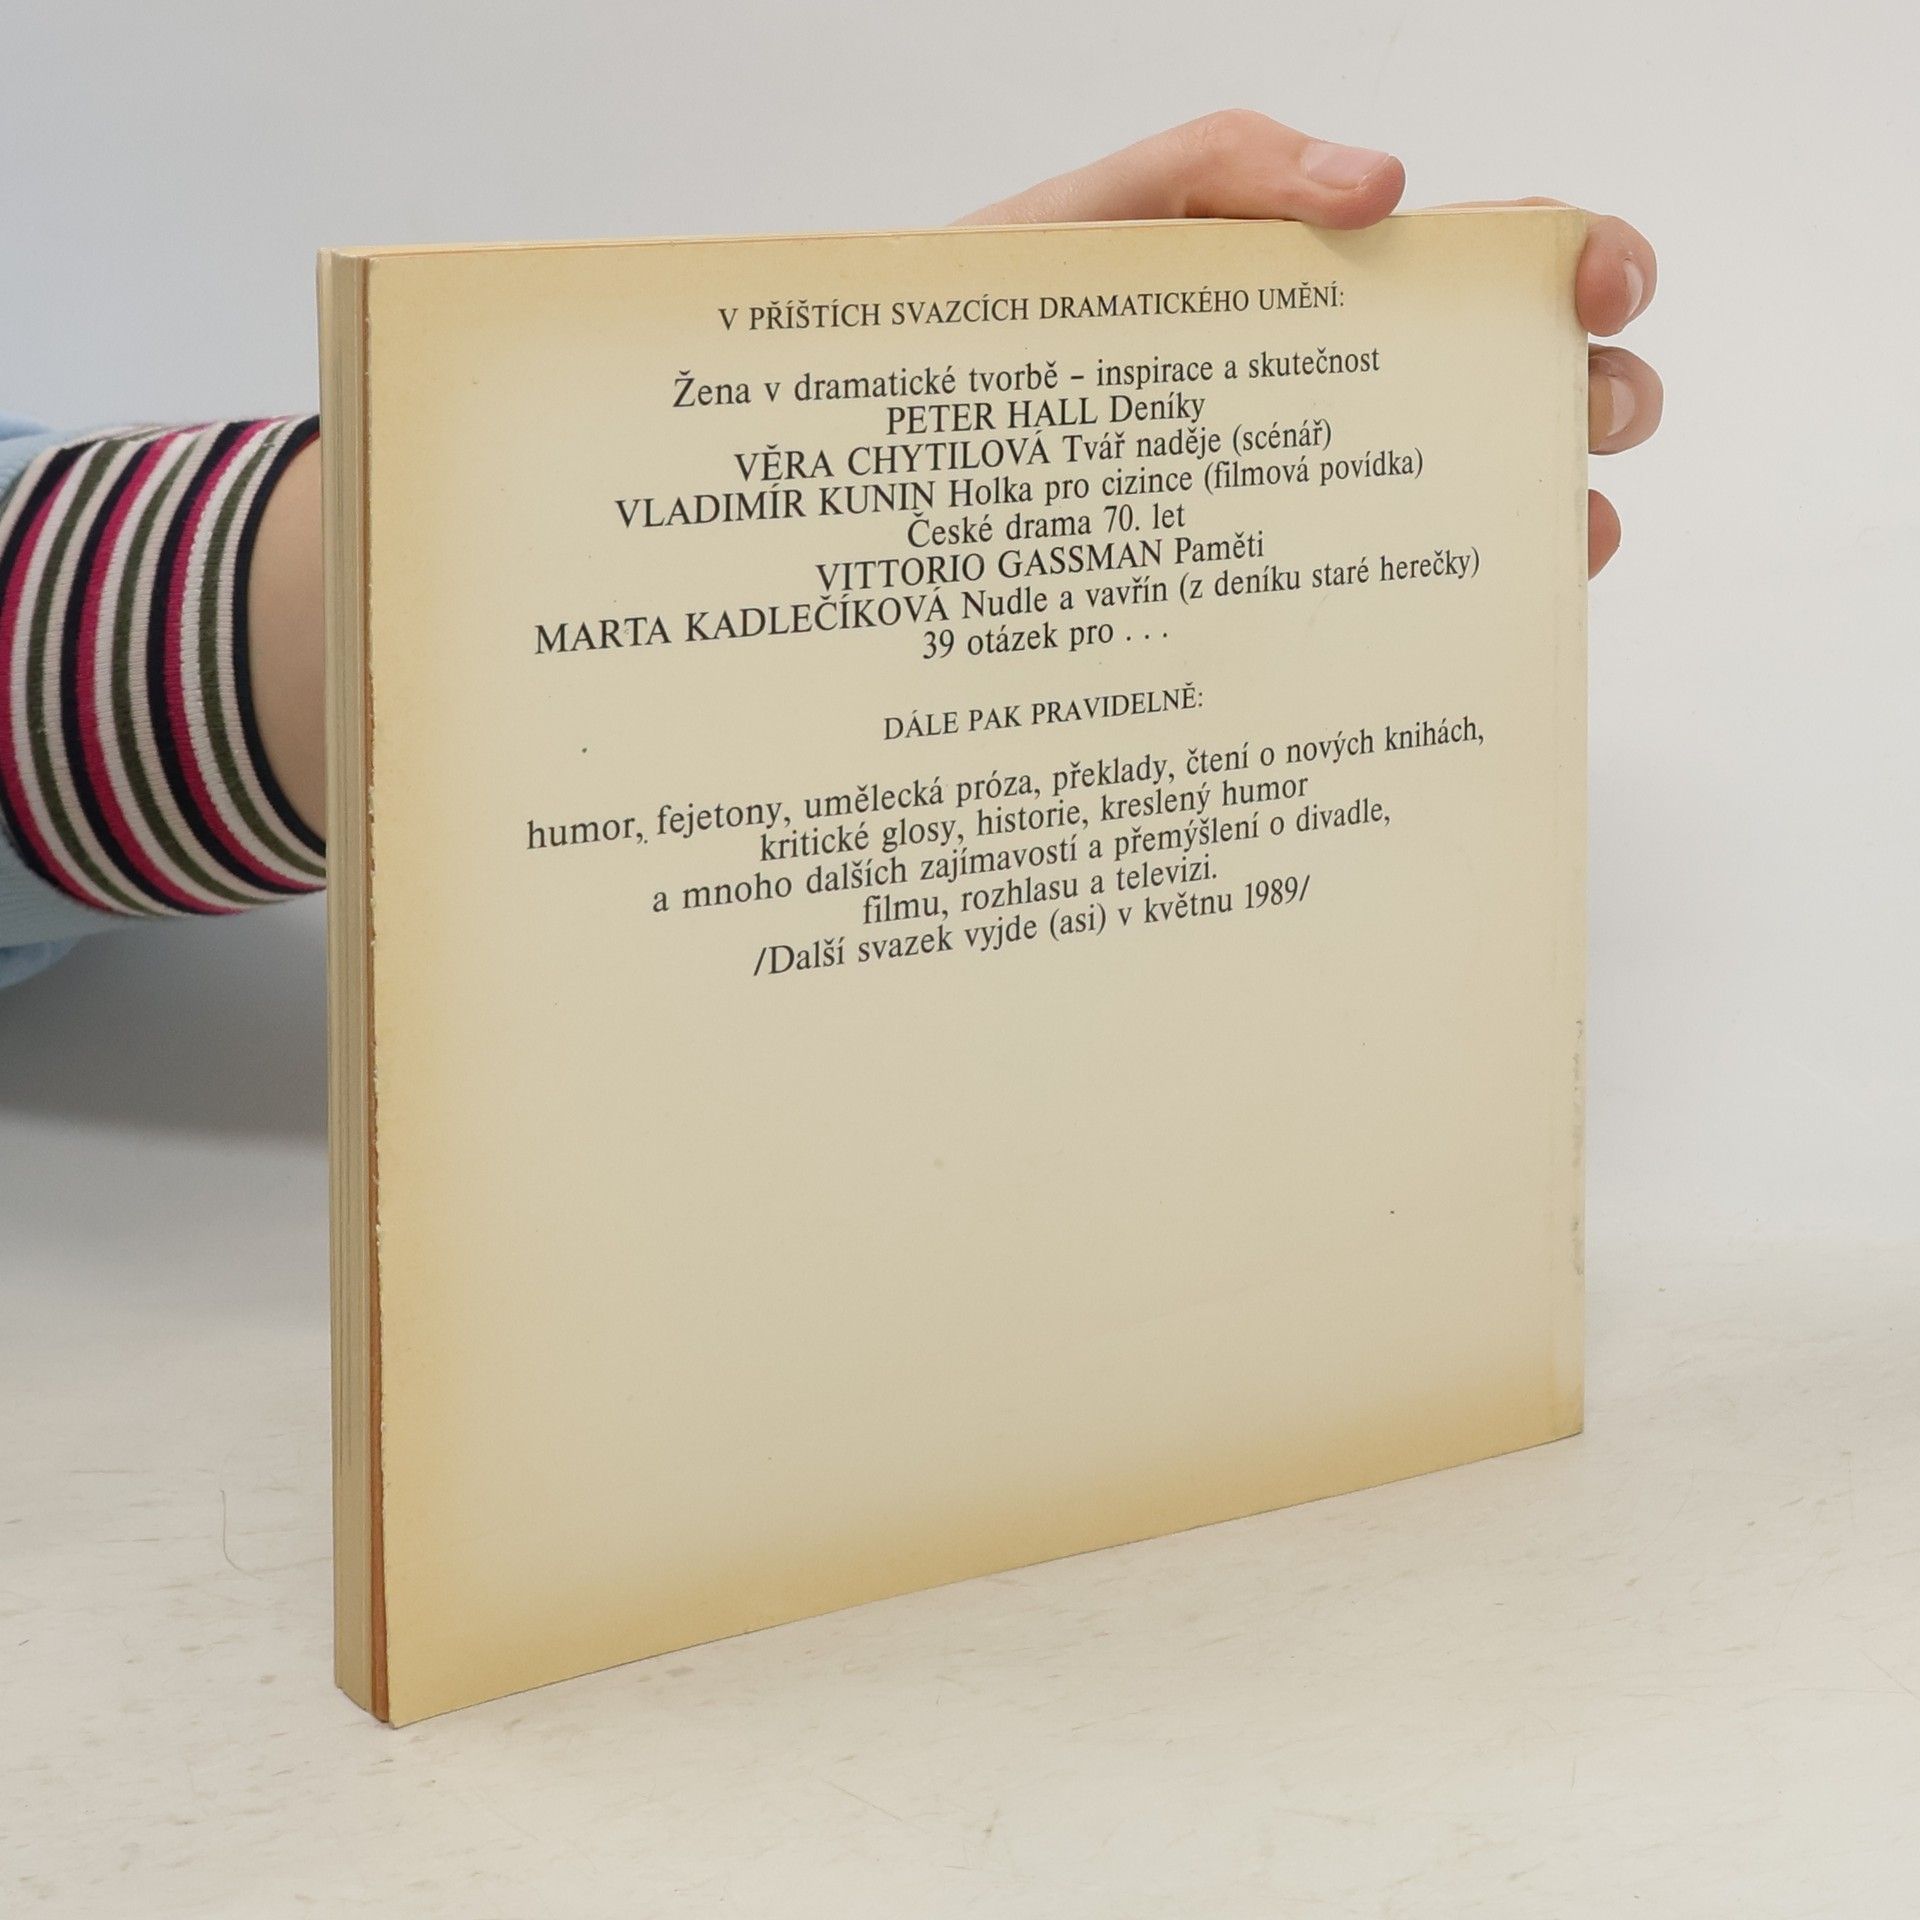 V PŘÍŠTÍCH SVAZCÍCH DRAMATICKÉHO UMĚNÍ:
Žena v dramatické tvorbě – inspirace a skutečnost
PETER HALL Deníky
VĚRA CHYTILOVÁ Tvář naděje (scénář)
VLADIMÍR KUNIN Holka pro cizince (filmová povídka)
České drama 70. let
VITTORIO GASSMAN Paměti
MARTA KADLEČÍKOVÁ Nudle a vavřín (z deníku staré herečky)
39 otázek pro . . .
DÁLE PAK PRAVIDELNĚ:
humor, fejetony, umělecká próza, překlady, čtení o nových knihách,
kritické glosy, historie, kreslený humor
a mnoho dalších zajímavostí a přemýšlení o divadle,
filmu, rozhlasu a televizi.
/Další svazek vyjde (asi) v květnu 1989/